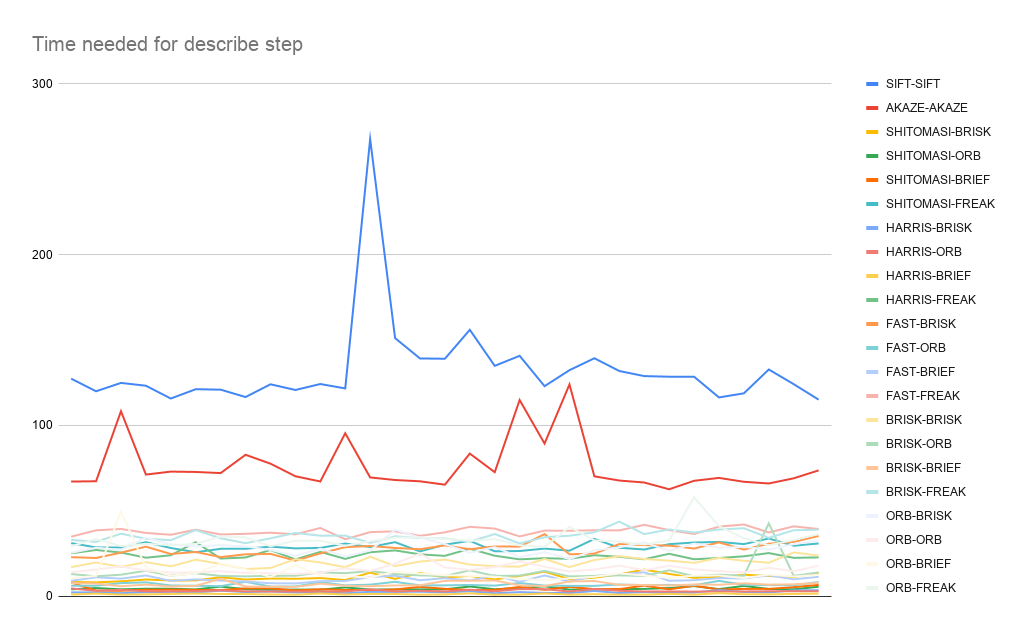 Time needed for describe step
300
200
100
0
SIFT-SIFT
AKAZE-AKAZE
SHITOMASI-BRISK
SHITOMASI-ORB
SHITOMASI-BRIEF
SHITOMASI-FREAK
HARRIS-BRISK
HARRIS-ORB
HARRIS-BRIEF
HARRIS-FREAK
FAST-BRISK
FAST-ORB
FAST-BRIEF
FAST-FREAK
BRISK-BRISK
BRISK-ORB
BRISK-BRIEF
BRISK-FREAK
ORB-BRISK
ORB-ORB
ORB-BRIEF
ORB-FREAK